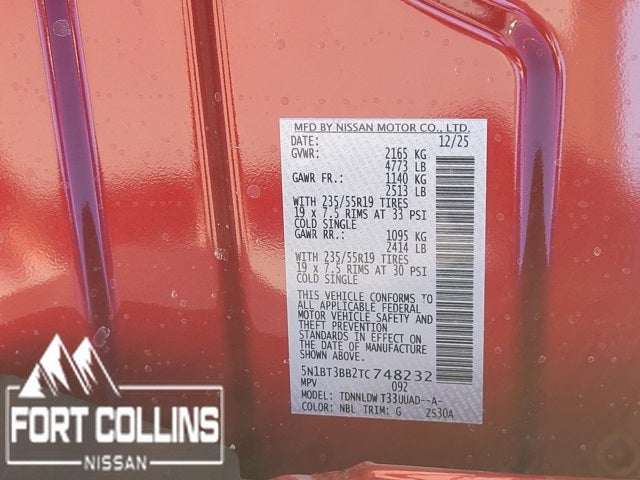 MFD BY NISSAN MOTOR CO., LTD.
DATE: 12/25
GVWR: 2165 KG
4773 LB
GAWR FR.: 1140 KG
2513 LB
WITH 235/55R19 TIRES
19 x 7.5 RIMS AT 33 PSI
COLD SINGLE
GAWR RR.: 1095 KG
2414 LB
WITH 235/55R19 TIRES
19 x 7.5 RIMS AT 30 PSI
COLD SINGLE
THIS VEHICLE CONFORMS TO
ALL APPLICABLE FEDERAL
MOTOR VEHICLE SAFETY AND
THEFT PREVENTION
STANDARDS IN EFFECT ON
THE DATE OF MANUFACTURE
SHOWN ABOVE.
5N1BT3BB2TC748232
MPV 092
MODEL: TDNNLDW T33UUAD--A-
COLOR: NBL TRIM: G 2S30A
FORT COLLINS
NISSAN